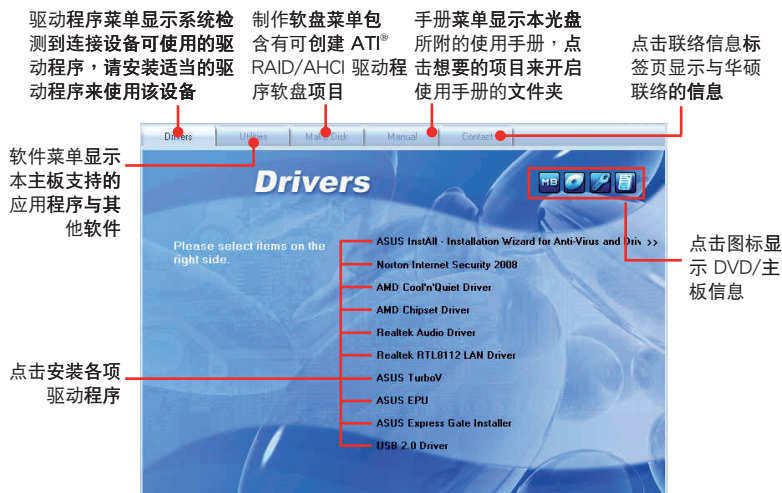 驱动程序菜单显示系统检
测到连接设备可使用的驱
动程序，请安装适当的驱
动程序来使用该设备
制作软盘菜单包
含有可创建 ATI®
RAID/AHCI 驱动程
序软盘项目
手册菜单显示本光盘
所附的使用手册，点
击想要的项目来开启
使用手册的文件夹
点击联络信息标
签页显示与华硕
联络的信息
Drivers
Utilities
Make Disk
Manual
Contact
软件菜单显示
本主板支持的
应用程序与其
他软件
Drivers
MB
Please select items on the
right side.
ASUS InstAll - Installation Wizard for Anti-Virus and Driv >>
Norton Internet Security 2008
AMD Cool'n'Quiet Driver
AMD Chipset Driver
Realtek Audio Driver
Realtek RTL8112 LAN Driver
ASUS TurboV
ASUS EPU
ASUS Express Gate Installer
USB 2.0 Driver
点击图标显
示 DVD/主
板信息
点击安装各项
驱动程序